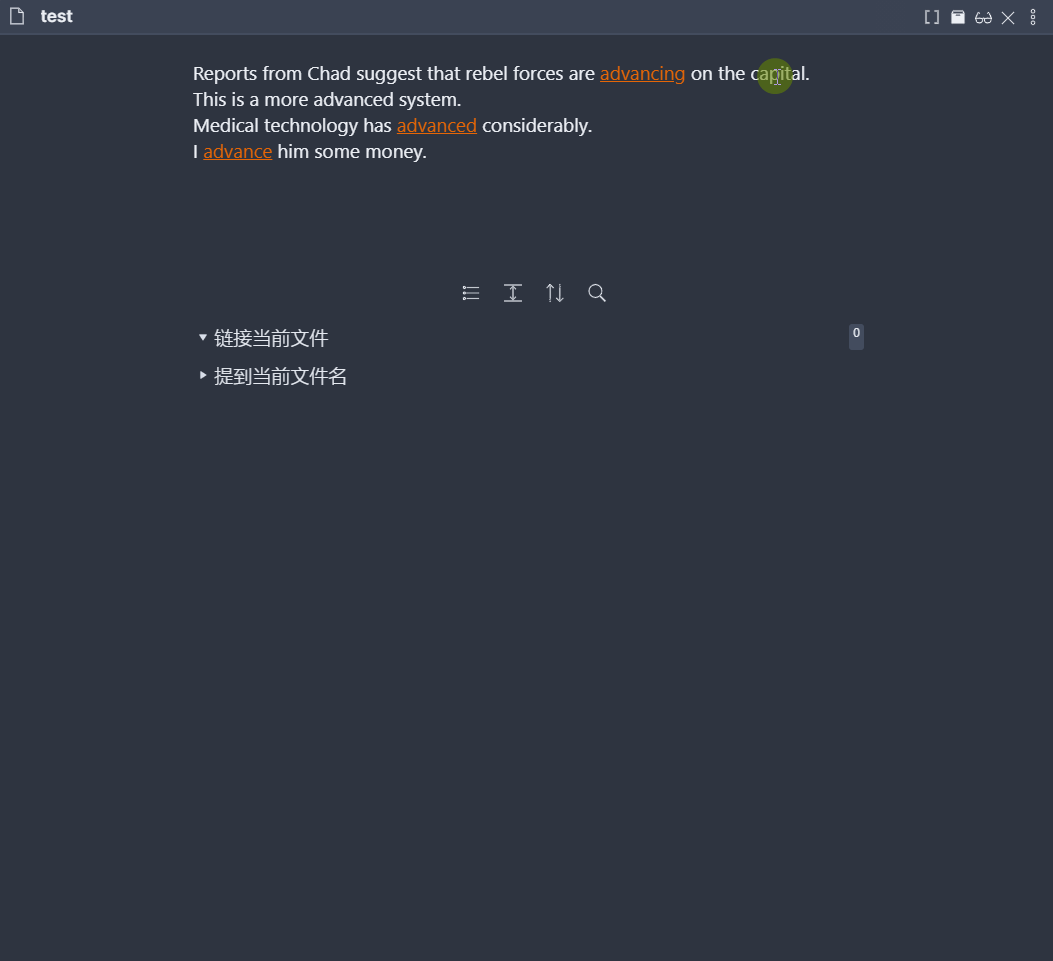 test
Reports from Chad suggest that rebel forces are advancing on the capital.
This is a more advanced system.
Medical technology has advanced considerably.
I advance him some money.
链接当前文件
0
提到当前文件名